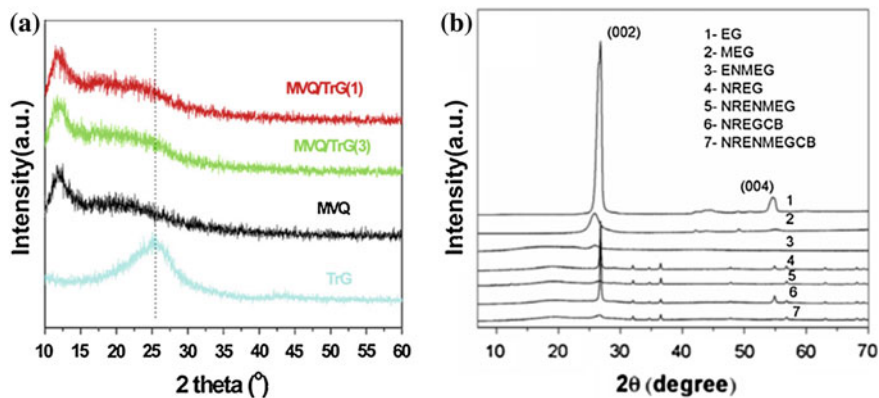 (a)
Intensity(a.u.)
MVQ/TrG(1)
MVQ/TrG(3)
MVQ
TrG
10 15 20 25 30 35 40 45 50 55 60
2 theta (°)
(b)
Intensity(a.u.)
(002)
(004)
1- EG
2- MEG
3- ENMEG
4- NREG
5- NRENMEG
6- NREGCB
7- NRENMEGCB
1
2
3
4
5
6
7
10 20 30 40 50 60 70
2θ (degree)